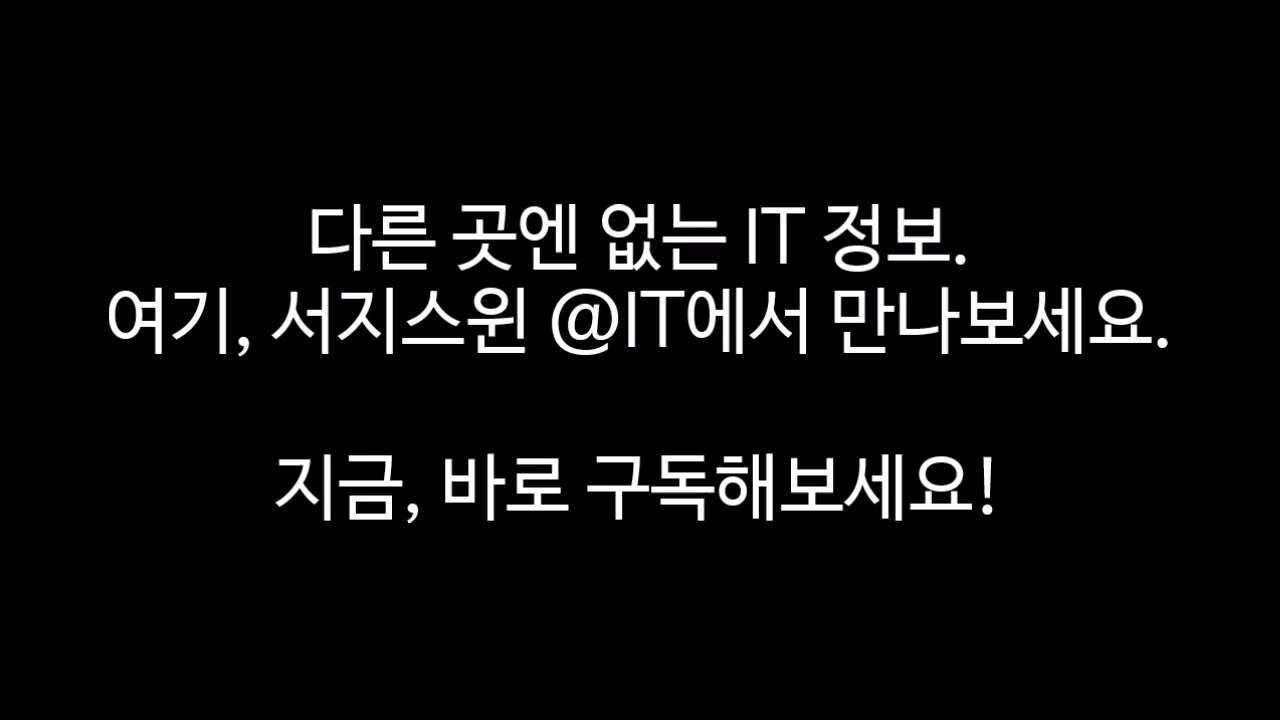 다른 곳엔 없는 IT 정보.
여기, 서지스윈 @IT에서 만나보세요.
지금, 바로 구독해보세요!